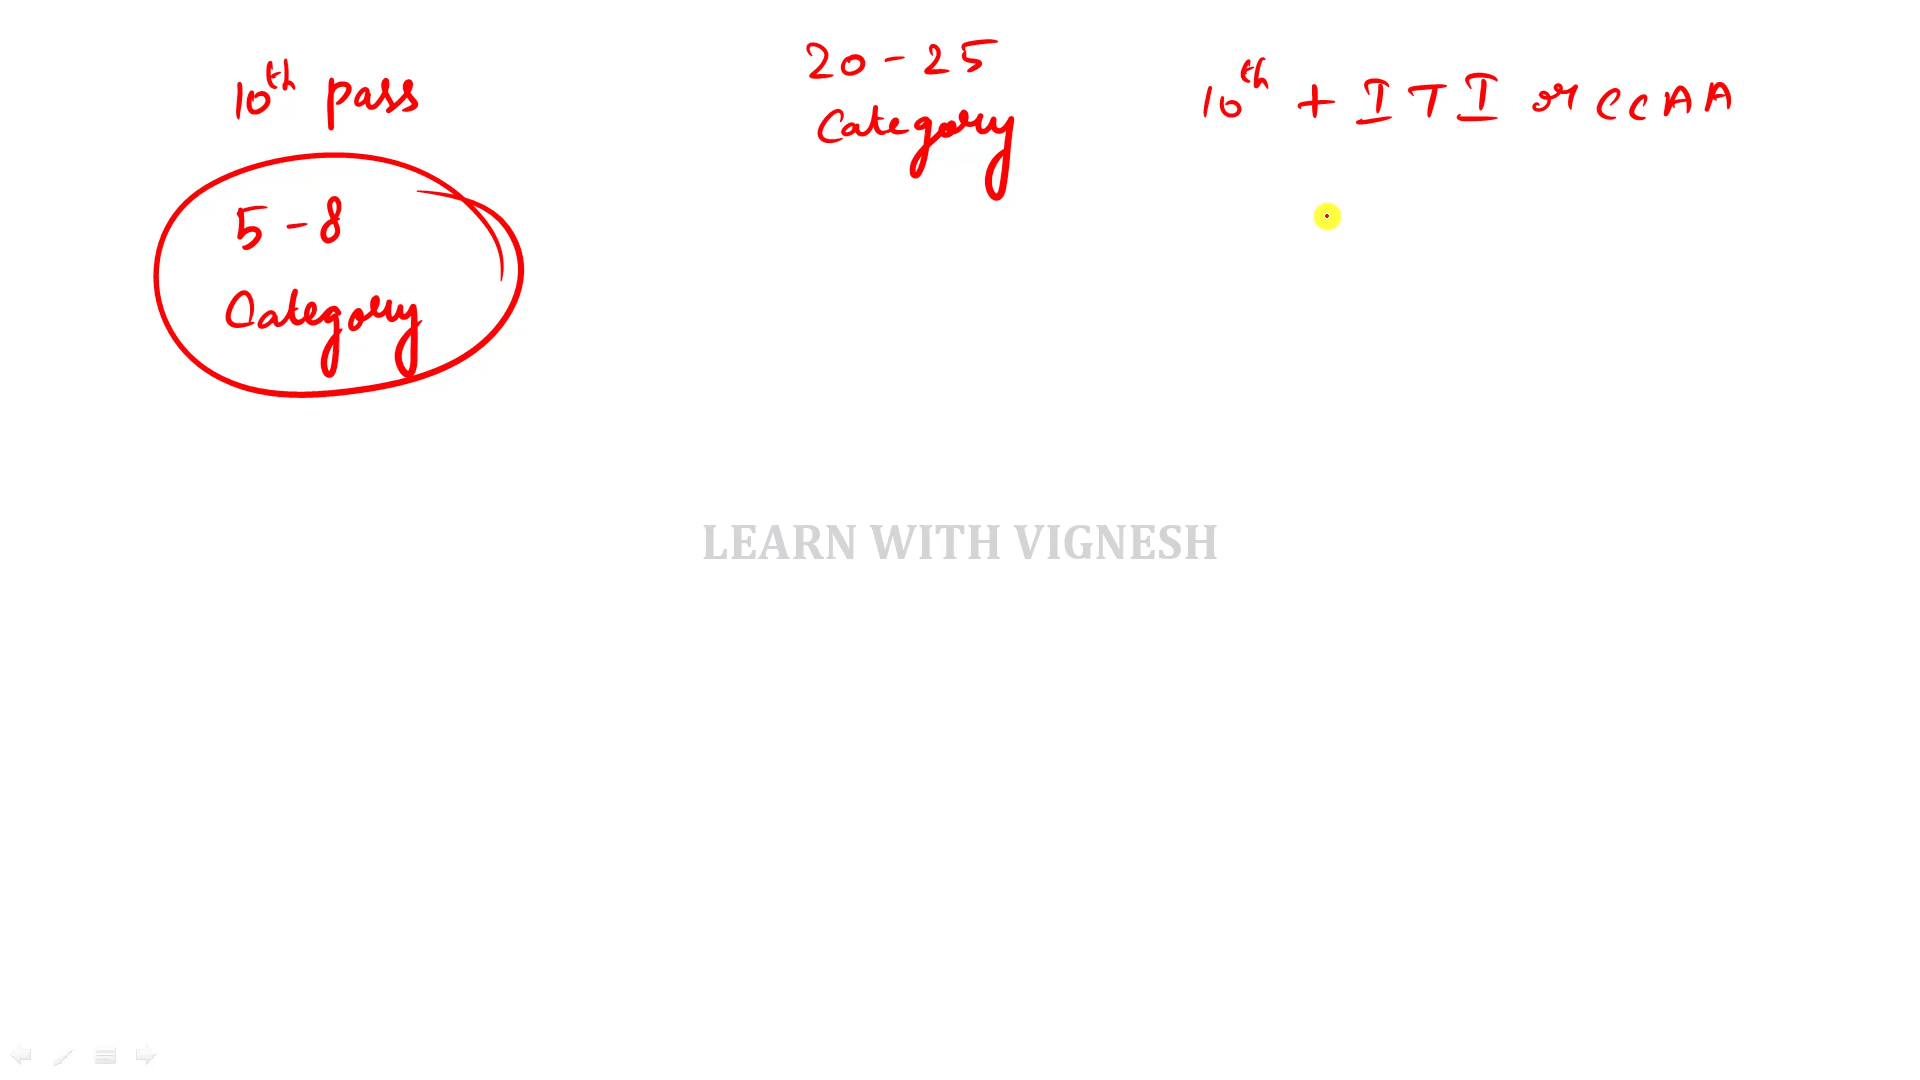 10th pass
5 - 8
Category
20 - 25
Category
10th + ITI or CCAA
LEARN WITH VIGNESH